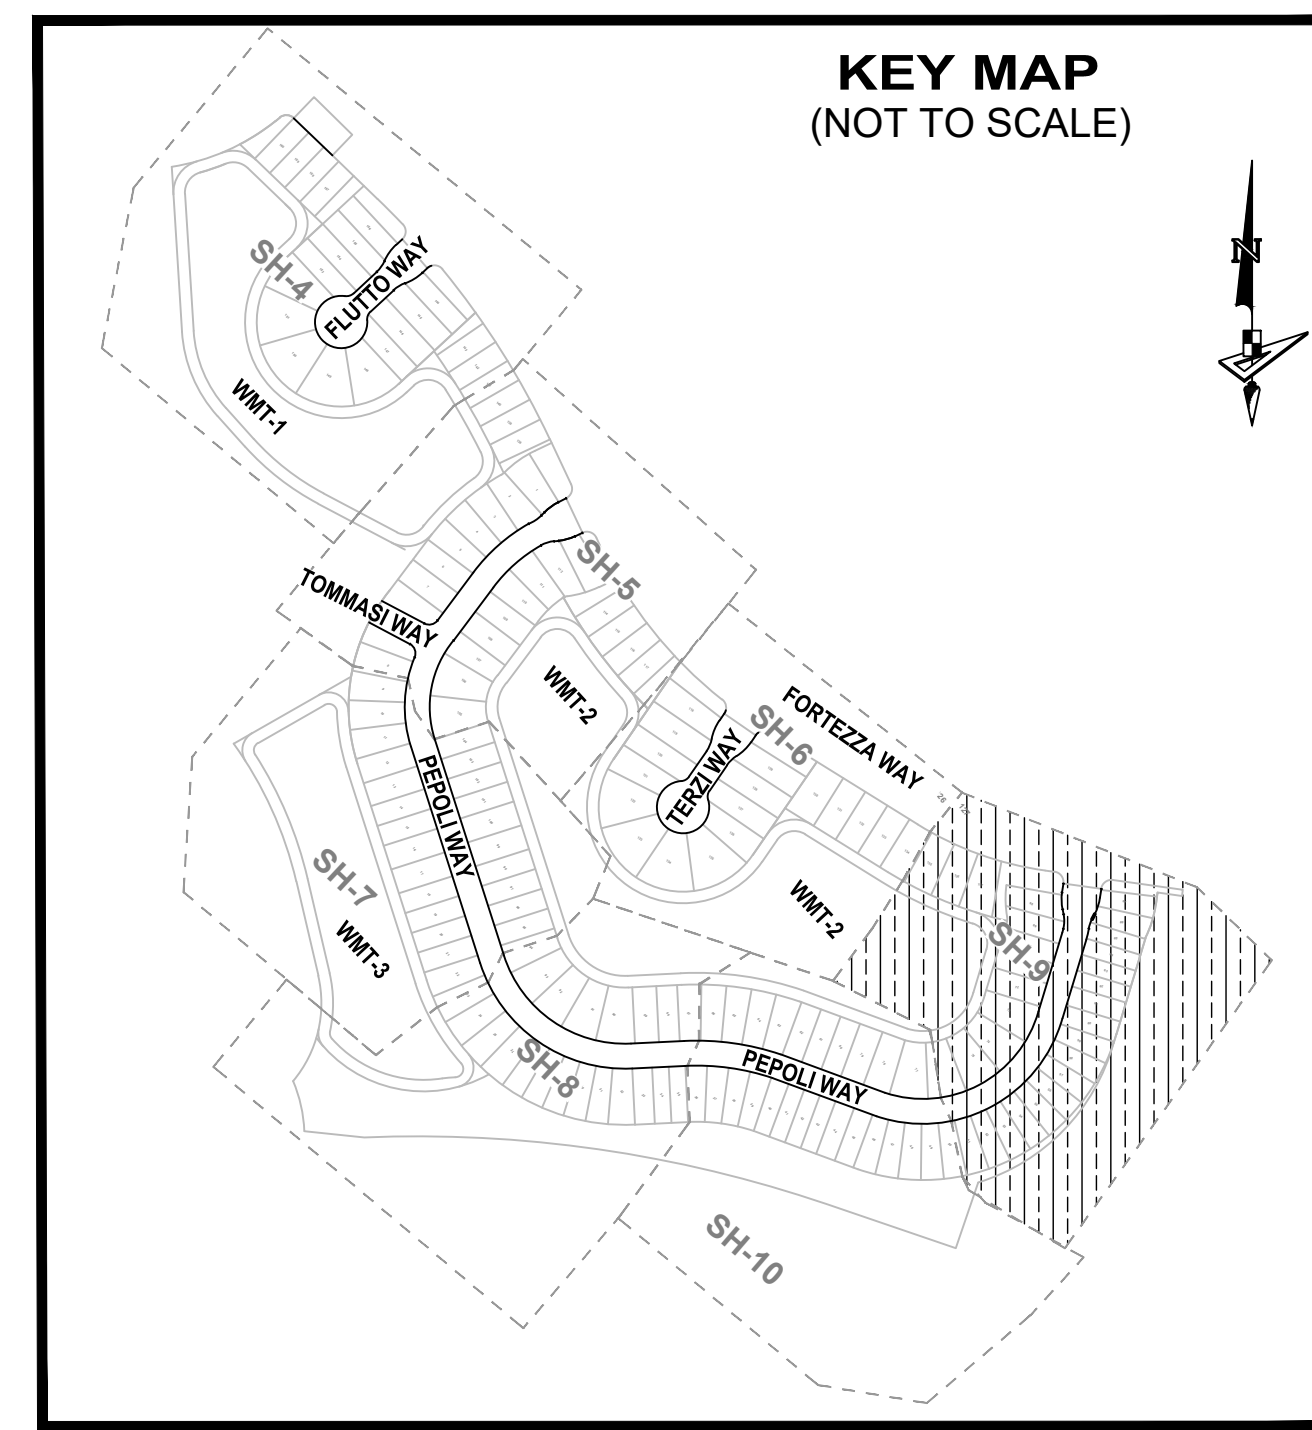 KEY MAP
(NOT TO SCALE)
N
FLUTTO WAY
SH-4
WMT-1
SH-5
TOMMASI WAY
WMT-2
FORTEZZA WAY
SH-6
TERZI WAY
PEPOLI WAY
SH-7
WMT-2
WMT-3
SH-9
SH-8
PEPOLI WAY
SH-10